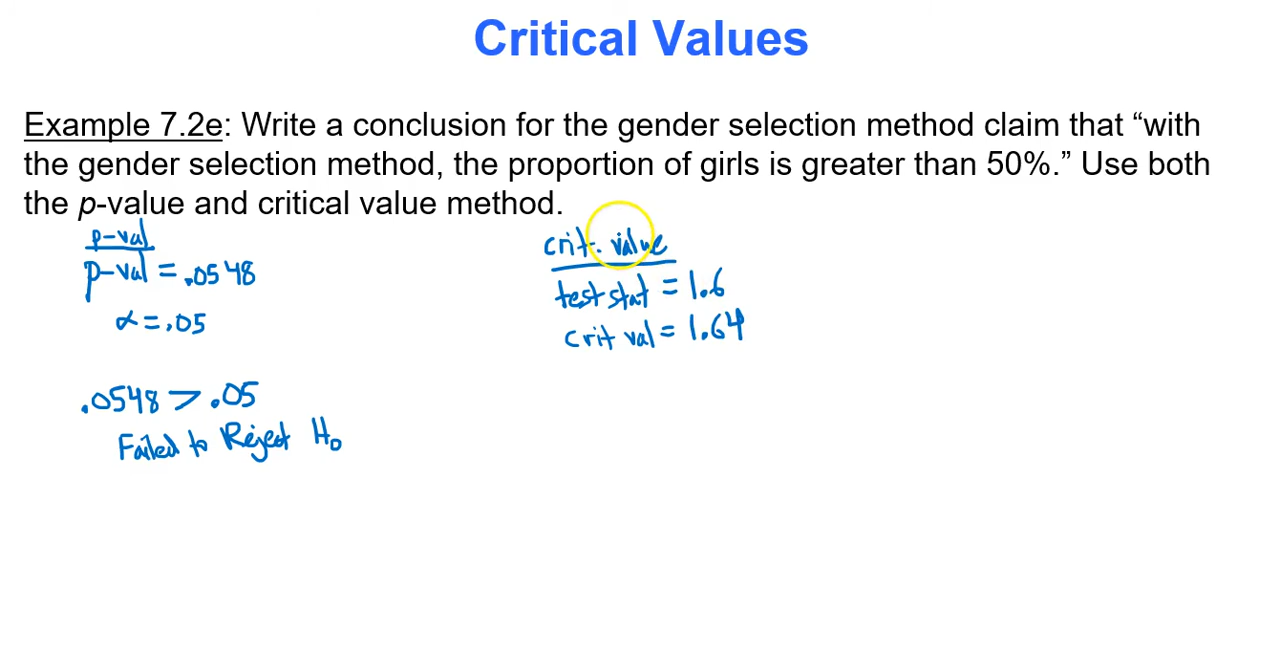 Critical Values
Example 7.2e: Write a conclusion for the gender selection method claim that “with
the gender selection method, the proportion of girls is greater than 50%.” Use both
the p-value and critical value method.
p-val
p-val = .0548
α = .05
.0548 > .05
Failed to Reject H₀
crit. value
test stat = 1.6
crit val = 1.64